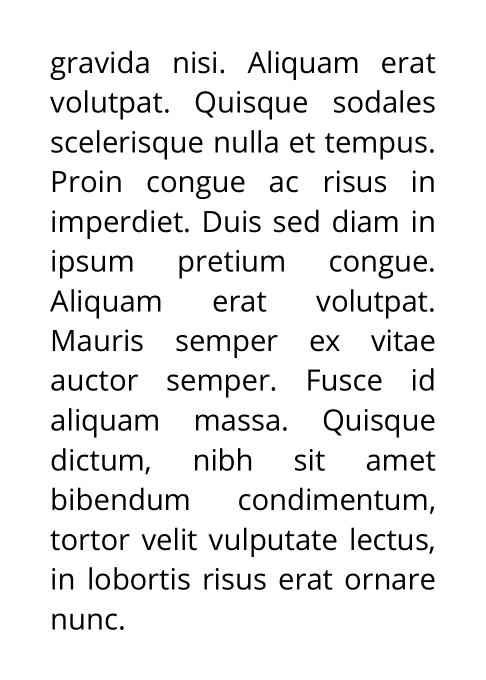 gravida nisi. Aliquam erat
volutpat. Quisque sodales
scelerisque nulla et tempus.
Proin congue ac risus in
imperdiet. Duis sed diam in
ipsum pretium congue.
Aliquam erat volutpat.
Mauris semper ex vitae
auctor semper. Fusce id
aliquam massa. Quisque
dictum, nibh sit amet
bibendum condimentum,
tortor velit vulputate lectus,
in lobortis risus erat ornare
nunc.